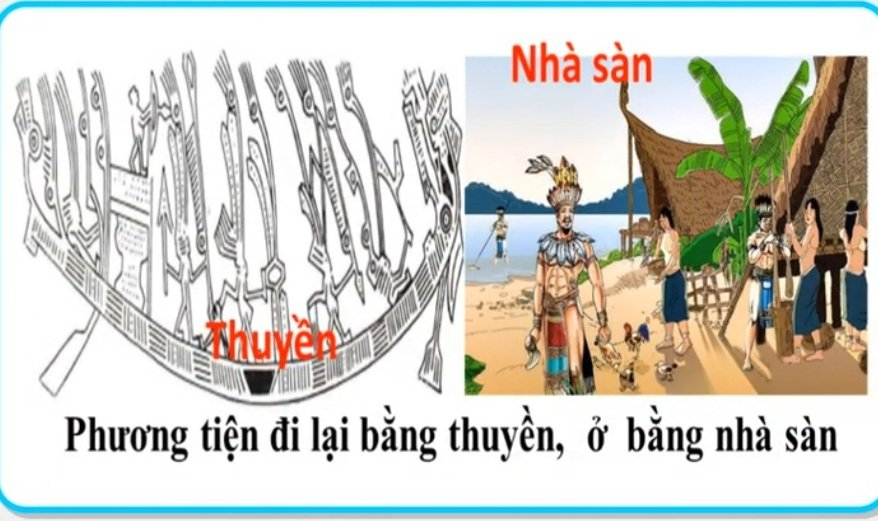 Nhà sàn
Thuyền
Phương tiện đi lại bằng thuyền, ở bằng nhà sàn